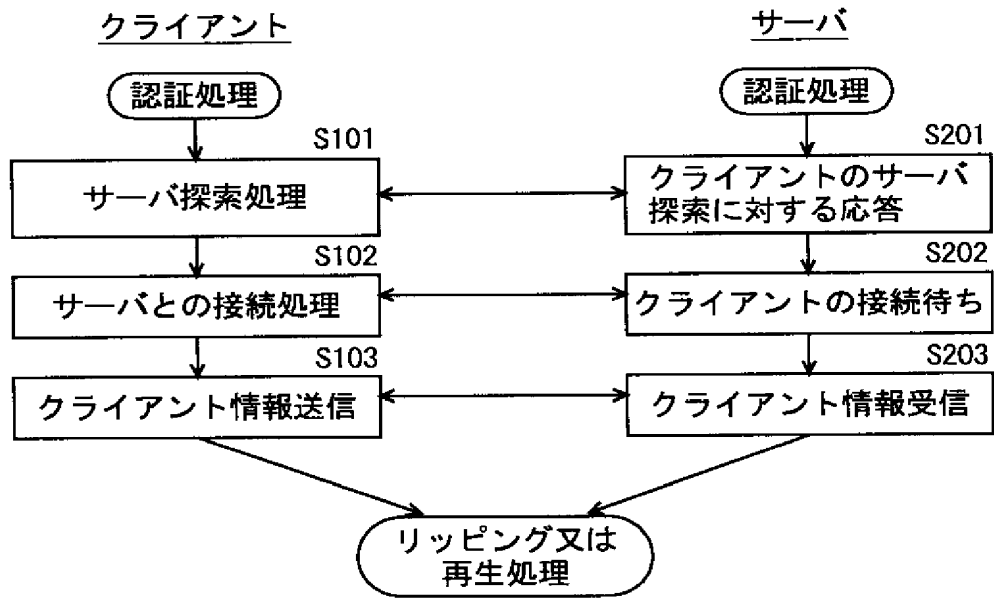 クライアント
サーバ
認証処理
認証処理
S101
S201
サーバ探索処理
クライアントのサーバ
探索に対する応答
S102
S202
サーバとの接続処理
クライアントの接続待ち
S103
S203
クライアント情報送信
クライアント情報受信
リッピング又は
再生処理